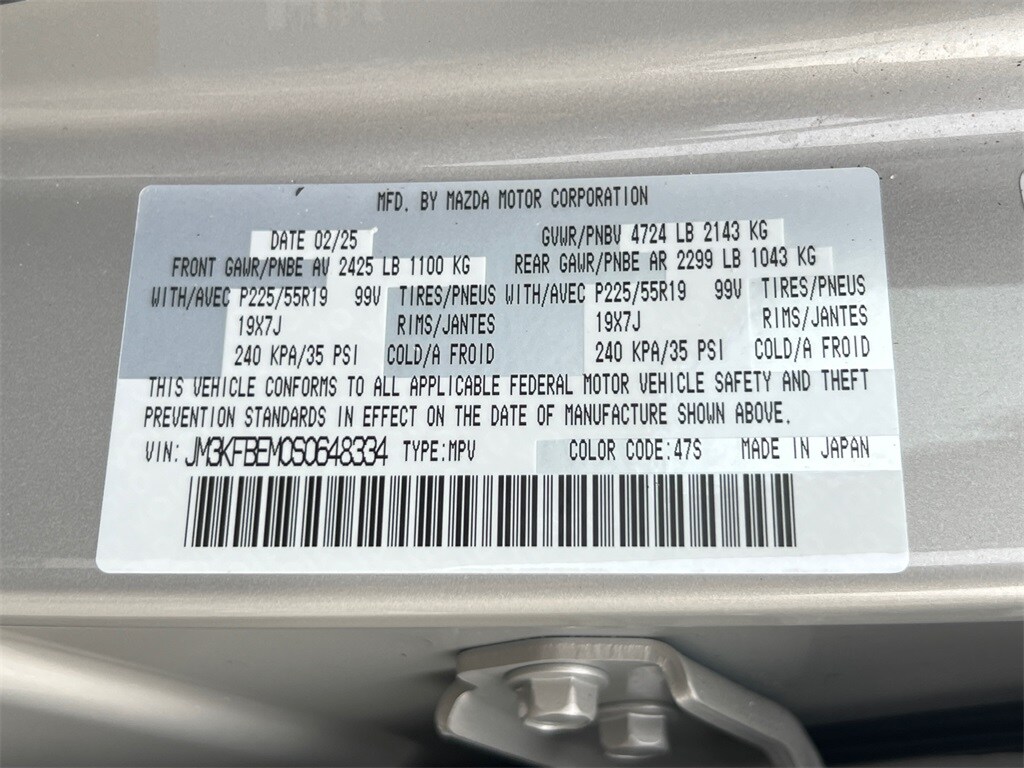 MFD. BY MAZDA MOTOR CORPORATION
DATE 02/25 GVWR/PNBV 4724 LB 2143 KG
FRONT GAWR/PNBE AV 2425 LB 1100 KG REAR GAWR/PNBE AR 2299 LB 1043 KG
WITH/AVEC P225/55R19 99V TIRES/PNEUS WITH/AVEC P225/55R19 99V TIRES/PNEUS
19X7J RIMS/JANTES 19X7J RIMS/JANTES
240 KPA/35 PSI COLD/A FROID 240 KPA/35 PSI COLD/A FROID
THIS VEHICLE CONFORMS TO ALL APPLICABLE FEDERAL MOTOR VEHICLE SAFETY AND THEFT
PREVENTION STANDARDS IN EFFECT ON THE DATE OF MANUFACTURE SHOWN ABOVE.
VIN: JM3KFBEM0S0648334 TYPE:MPV COLOR CODE:47S MADE IN JAPAN